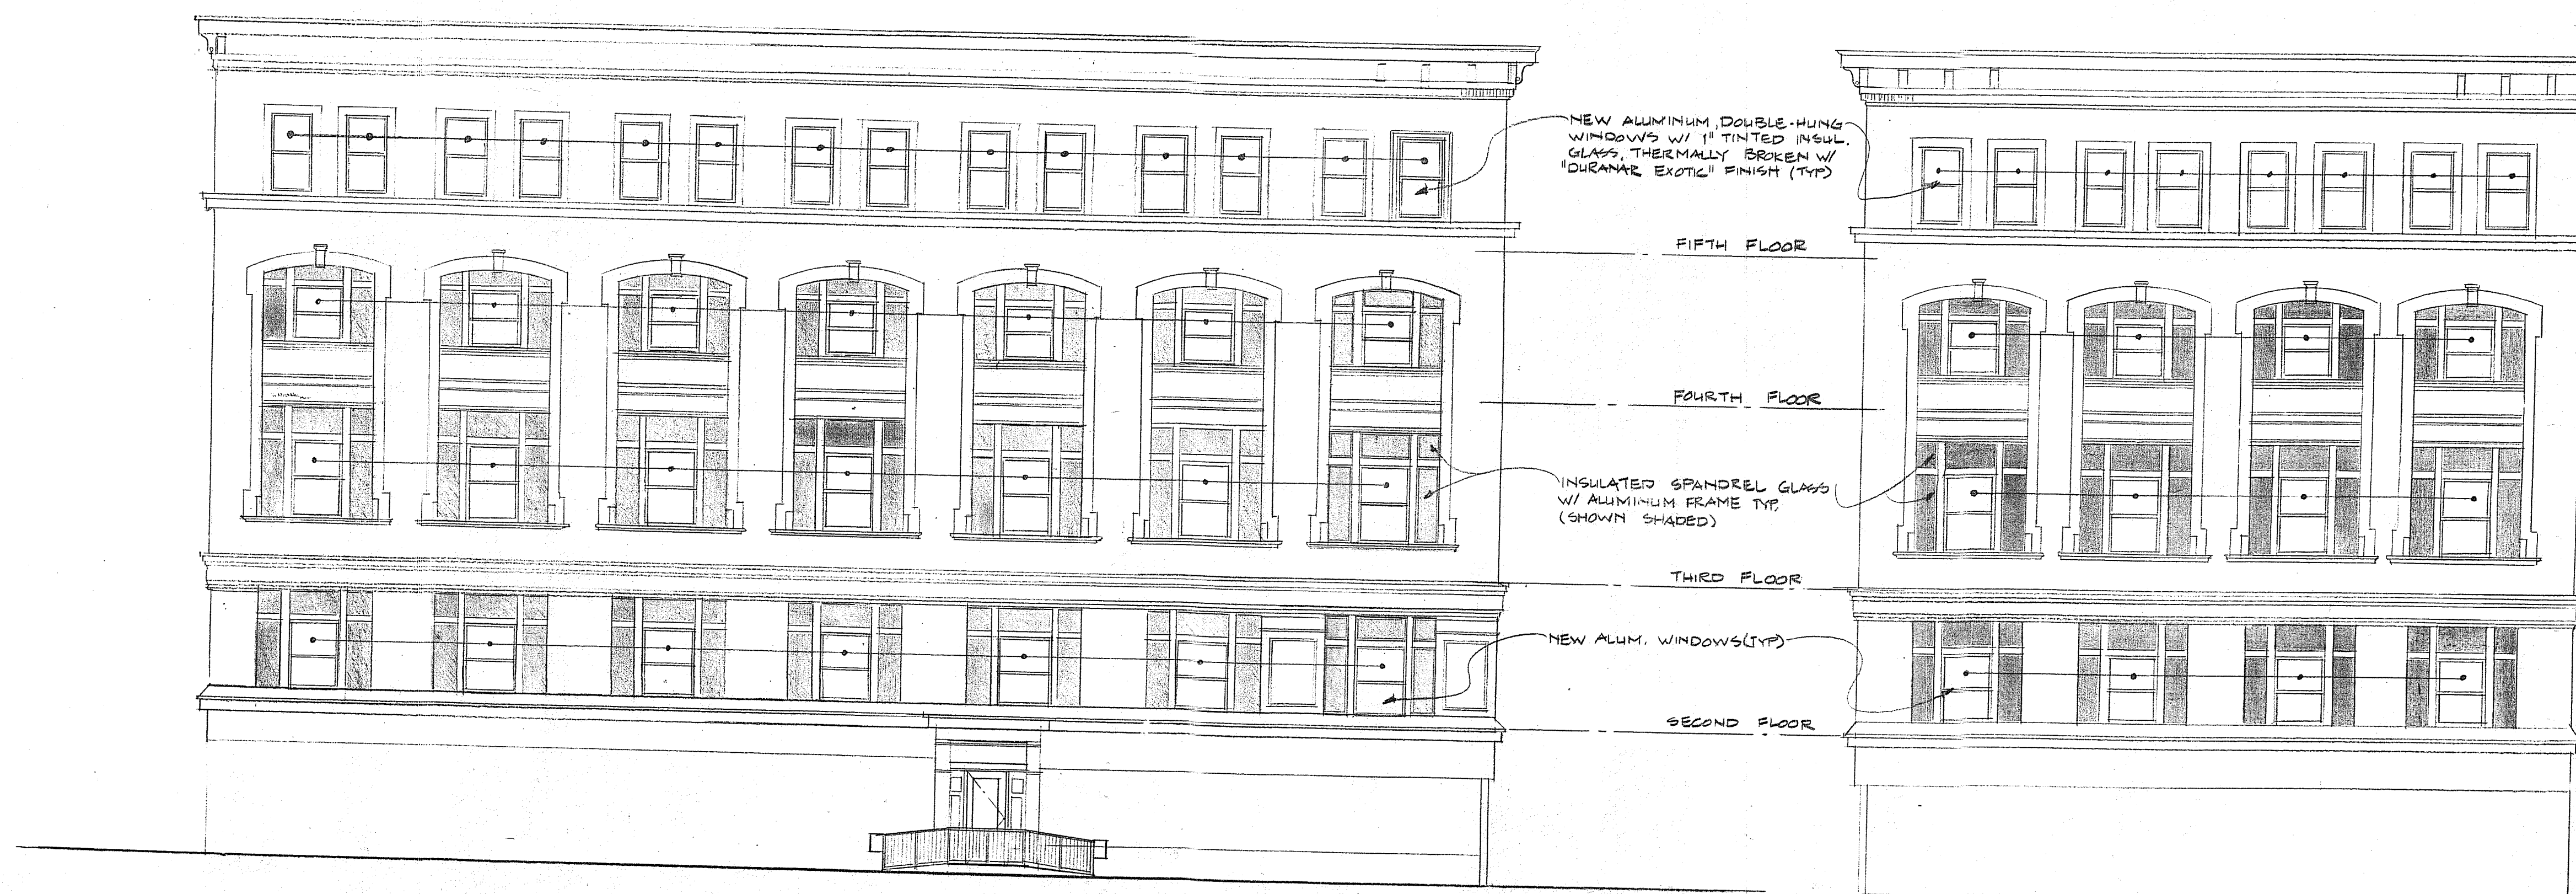 NEW ALUMINUM, DOUBLE-HUNG
WINDOWS W/ 1" TINTED INSUL.
GLASS, THERMALLY BROKEN W/
"DURANAR EXOTIC" FINISH (TYP)
FIFTH FLOOR
FOURTH FLOOR
INSULATED SPANDREL GLASS
W/ ALUMINUM FRAME TYP.
(SHOWN SHADED)
THIRD FLOOR
NEW ALUM. WINDOWS (TYP)
SECOND FLOOR